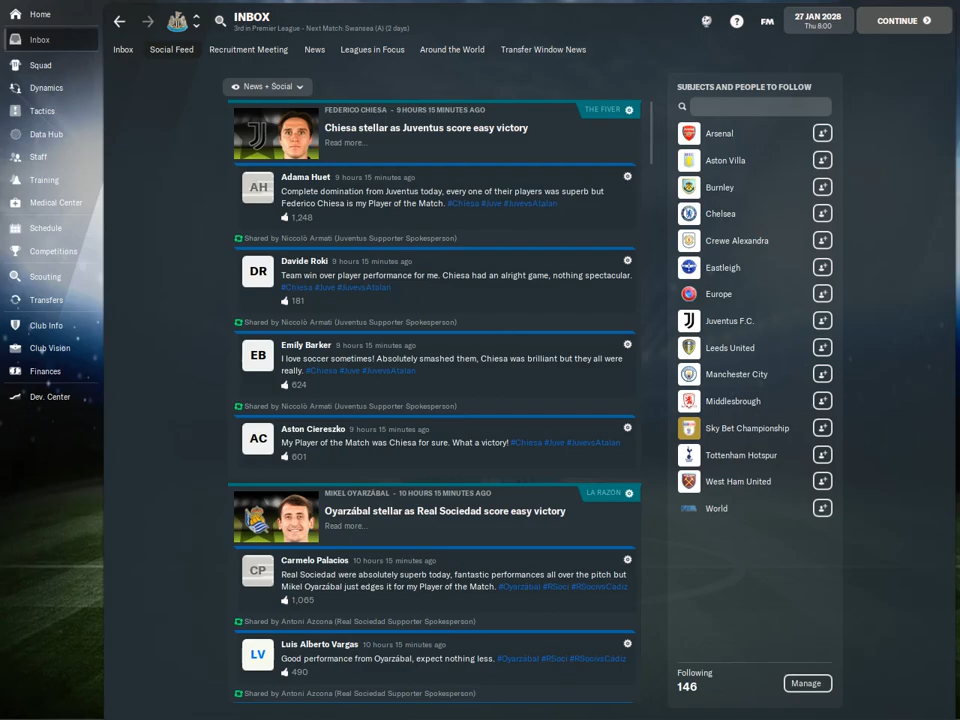 Home
Inbox
Squad
Dynamics
Tactics
Data Hub
Staff
Training
Medical Center
Schedule
Competitions
Scouting
Transfers
Club Info
Club Vision
Finances
Dev. Center
INBOX
3rd in Premier League - Next Match: Swansea (A) (2 days)
?
FM
27 JAN 2028
Thu 8:00
CONTINUE
Inbox
Social Feed
Recruitment Meeting
News
Leagues in Focus
Around the World
Transfer Window News
News + Social
FEDERICO CHIESA - 9 HOURS 15 MINUTES AGO
THE FIVER
Chiesa stellar as Juventus score easy victory
Read more...
AH
Adama Huet 9 hours 15 minutes ago
Complete domination from Juventus today, every one of their players was superb but
Federico Chiesa is my Player of the Match. #Chiesa #Juve #JuvevsAtalan
1,248
Shared by Niccolò Armati (Juventus Supporter Spokesperson)
DR
Davide Roki 9 hours 15 minutes ago
Team win over player performance for me. Chiesa had an alright game, nothing spectacular.
#Chiesa #Juve #JuvevsAtalan
181
Shared by Niccolò Armati (Juventus Supporter Spokesperson)
EB
Emily Barker 9 hours 15 minutes ago
I love soccer sometimes! Absolutely smashed them, Chiesa was brilliant but they all were
really. #Chiesa #Juve #JuvevsAtalan
624
Shared by Niccolò Armati (Juventus Supporter Spokesperson)
AC
Aston Ciereszko 9 hours 15 minutes ago
My Player of the Match was Chiesa for sure. What a victory! #Chiesa #Juve #JuvevsAtalan
601
MIKEL OYARZÁBAL - 10 HOURS 15 MINUTES AGO
LA RAZÓN
Oyarzábal stellar as Real Sociedad score easy victory
Read more...
CP
Carmelo Palacios 10 hours 15 minutes ago
Real Sociedad were absolutely superb today, fantastic performances all over the pitch but
Mikel Oyarzábal just edges it for my Player of the Match. #Oyarzabal #RSoci #RSocivsCádiz
1,065
Shared by Antoni Azcona (Real Sociedad Supporter Spokesperson)
LV
Luis Alberto Vargas 10 hours 15 minutes ago
Good performance from Oyarzábal, expect nothing less. #Oyarzabal #RSoci #RSocivsCádiz
490
Shared by Antoni Azcona (Real Sociedad Supporter Spokesperson)
SUBJECTS AND PEOPLE TO FOLLOW
Arsenal
Aston Villa
Burnley
Chelsea
Crewe Alexandra
Eastleigh
Europe
Juventus F.C.
Leeds United
Manchester City
Middlesbrough
Sky Bet Championship
Tottenham Hotspur
West Ham United
World
Following
146
Manage